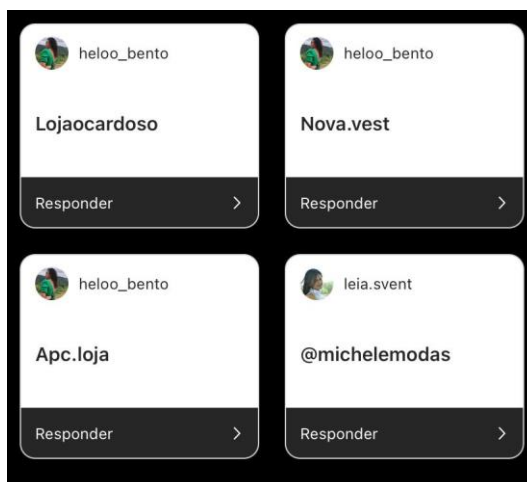 heloo_bento
Lojaocardoso
Responder
heloo_bento
Nova.vest
Responder
heloo_bento
Apc.loja
Responder
leia.svent
@michelemodas
Responder